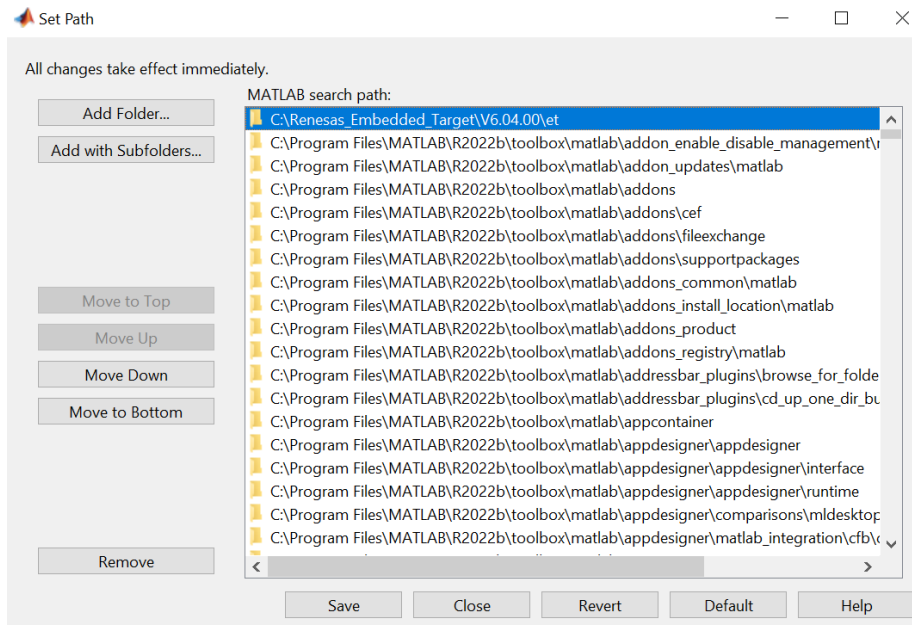 Set Path
All changes take effect immediately.
MATLAB search path:
Add Folder...
Add with Subfolders...
Move to Top
Move Up
Move Down
Move to Bottom
Remove
C:\Renesas_Embedded_Target\V6.04.00\et
C:\Program Files\MATLAB\R2022b\toolbox\matlab\addon_enable_disable_management\
C:\Program Files\MATLAB\R2022b\toolbox\matlab\addon_updates\matlab
C:\Program Files\MATLAB\R2022b\toolbox\matlab\addons
C:\Program Files\MATLAB\R2022b\toolbox\matlab\addons\cef
C:\Program Files\MATLAB\R2022b\toolbox\matlab\addons\fileexchange
C:\Program Files\MATLAB\R2022b\toolbox\matlab\addons\supportpackages
C:\Program Files\MATLAB\R2022b\toolbox\matlab\addons_common\matlab
C:\Program Files\MATLAB\R2022b\toolbox\matlab\addons_install_location\matlab
C:\Program Files\MATLAB\R2022b\toolbox\matlab\addons_product
C:\Program Files\MATLAB\R2022b\toolbox\matlab\addons_registry\matlab
C:\Program Files\MATLAB\R2022b\toolbox\matlab\addressbar_plugins\browse_for_folde
C:\Program Files\MATLAB\R2022b\toolbox\matlab\addressbar_plugins\cd_up_one_dir_bu
C:\Program Files\MATLAB\R2022b\toolbox\matlab\appcontainer
C:\Program Files\MATLAB\R2022b\toolbox\matlab\appdesigner\appdesigner
C:\Program Files\MATLAB\R2022b\toolbox\matlab\appdesigner\appdesigner\interface
C:\Program Files\MATLAB\R2022b\toolbox\matlab\appdesigner\appdesigner\runtime
C:\Program Files\MATLAB\R2022b\toolbox\matlab\appdesigner\comparisons\mldesktop
C:\Program Files\MATLAB\R2022b\toolbox\matlab\appdesigner\matlab_integration\cfb\
Save
Close
Revert
Default
Help